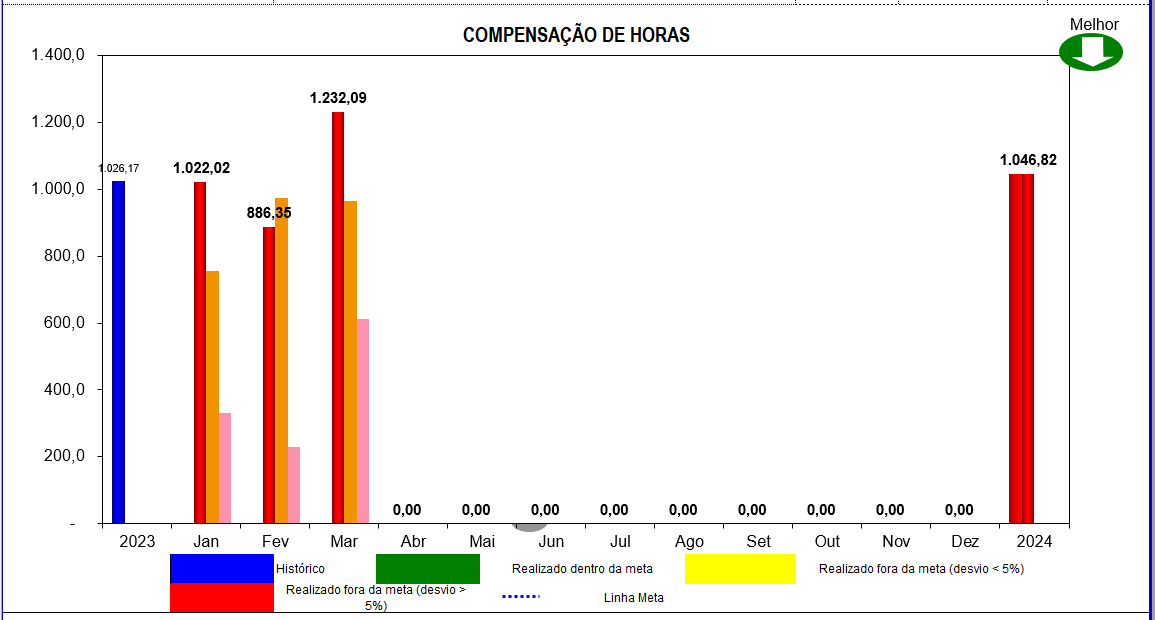 COMPENSAÇÃO DE HORAS
Melhor
1.400,0
1.200,0
1.000,0
800,0
600,0
400,0
200,0
-
1.026,17
1.022,02
886,35
1.232,09
0,00 0,00 0,00 0,00 0,00 0,00 0,00 0,00 0,00
1.046,82
2023 Jan Fev Mar Abr Mai Jun Jul Ago Set Out Nov Dez 2024
Histórico Realizado dentro da meta Realizado fora da meta (desvio < 5%)
Realizado fora da meta (desvio >
5%)
Linha Meta